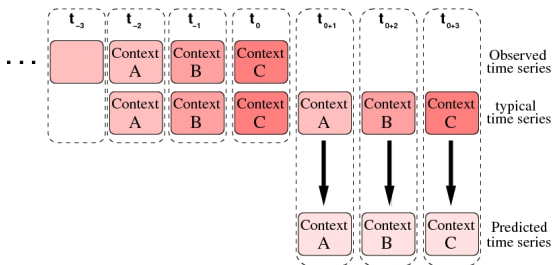 t-3 t-2 t-1 t0 t0+1 t0+2 t0+3
. . .
Context Context Context Observed
A B C time series
Context Context Context Context Context Context typical
A B C A B C time series
Context Context Context Predicted
A B C time series